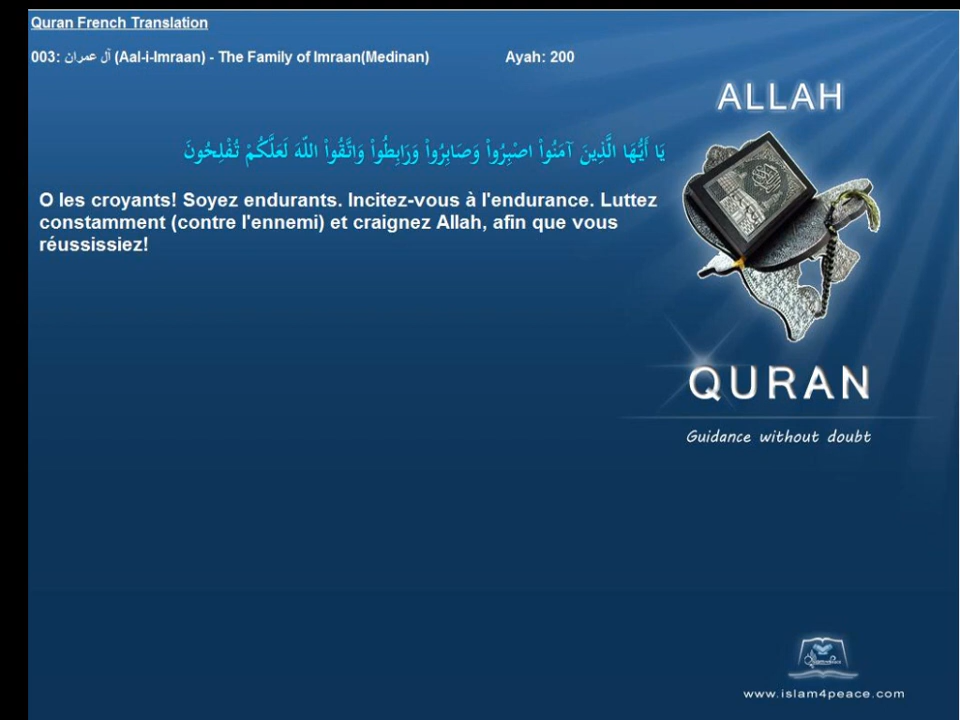 Quran French Translation
003: آل عمران (Aal-i-Imraan) - The Family of Imraan(Medinan) Ayah: 200
ALLAH
يَا أَيُّهَا الَّذِينَ آمَنُواْ اصْبِرُواْ وَصَابِرُواْ وَرَابِطُواْ وَاتَّقُواْ اللّهَ لَعَلَّكُمْ تُفْلِحُونَ
O les croyants! Soyez endurants. Incitez-vous à l'endurance. Luttez
constamment (contre l'ennemi) et craignez Allah, afin que vous
réussissiez!
QURAN
Guidance without doubt
www.islam4peace.com